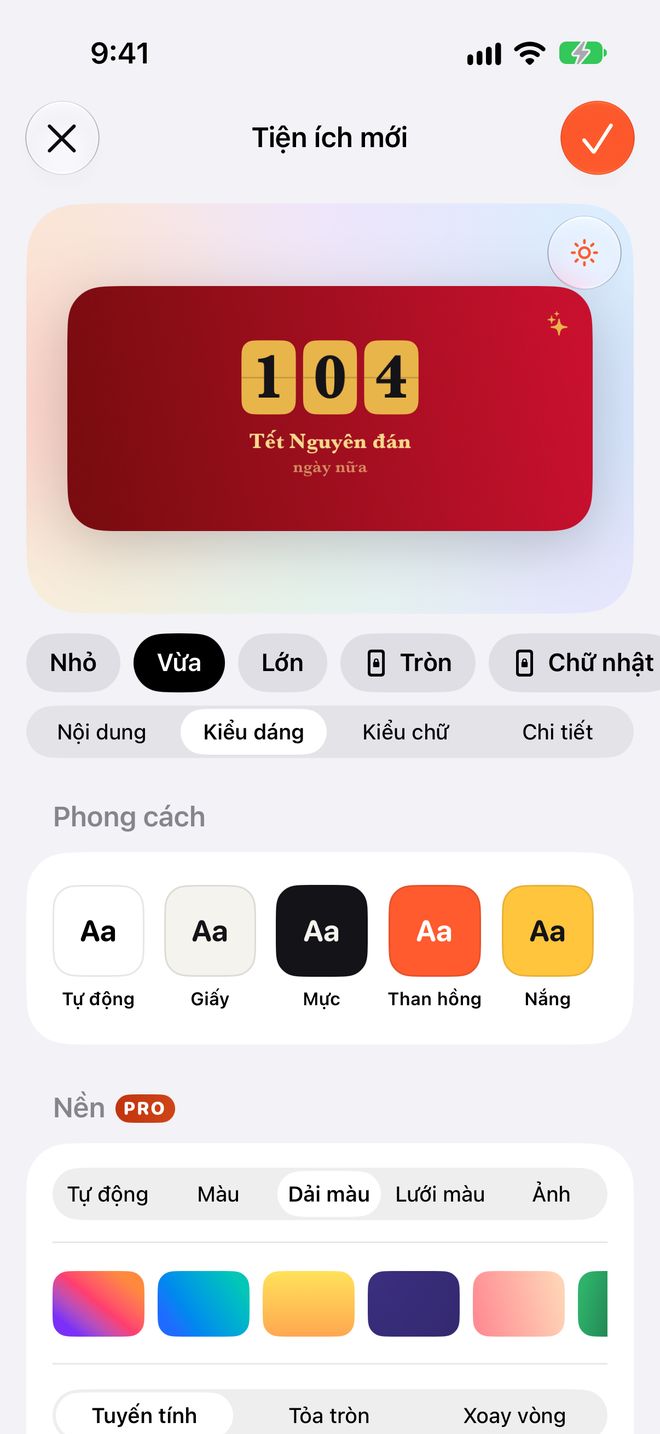 9:41
Tiện ích mới
104
Tết Nguyên đán
ngày nữa
Nhỏ Vừa Lớn Tròn Chữ nhật
Nội dung Kiểu dáng Kiểu chữ Chi tiết
Phong cách
Aa Aa Aa Aa Aa
Tự động Giấy Mực Than hồng Nắng
Nền PRO
Tự động Màu Dải màu Lưới màu Ảnh
Tuyến tính Tỏa tròn Xoay vòng